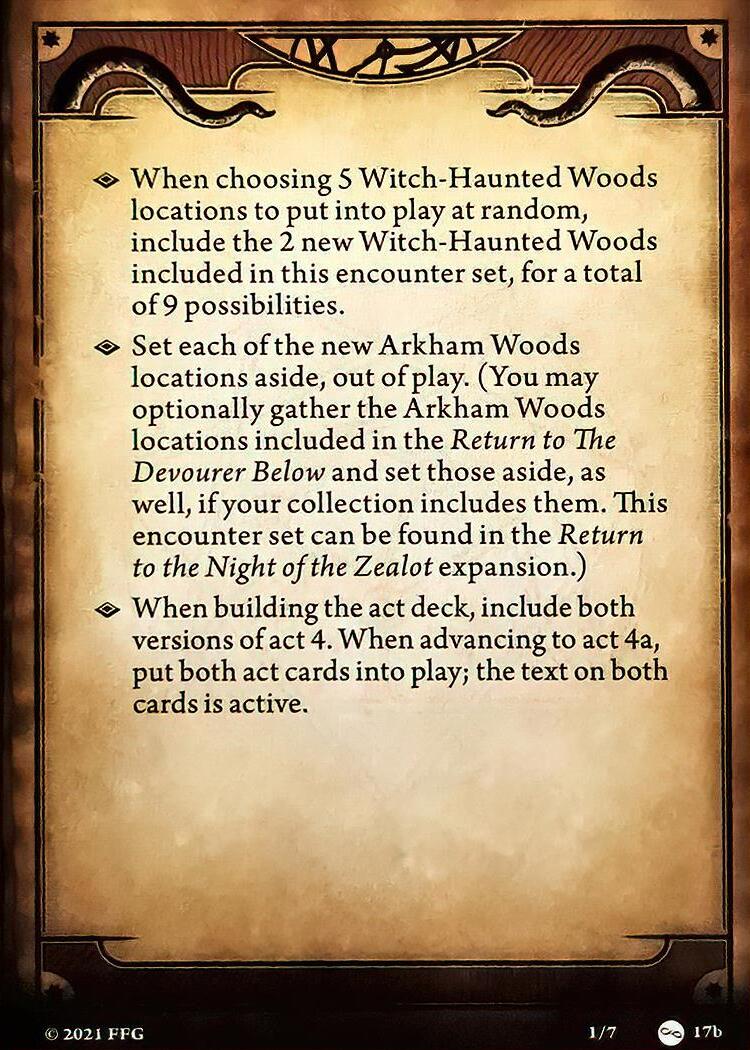 When choosing 5 Witch-Haunted Woods
locations to put into play at random,
include the 2 new Witch-Haunted Woods
included in this encounter set, for a total
of 9 possibilities.
Set each of the new Arkham Woods
locations aside, out of play. (You may
optionally gather the Arkham Woods
locations included in the Return to The
Devourer Below and set those aside, as
well, if your collection includes them. This
encounter set can be found in the Return
to the Night of the Zealot expansion.)
When building the act deck, include both
versions of act 4. When advancing to act 4a,
put both act cards into play; the text on both
cards is active.
© 2021 FFG
1/7
17b